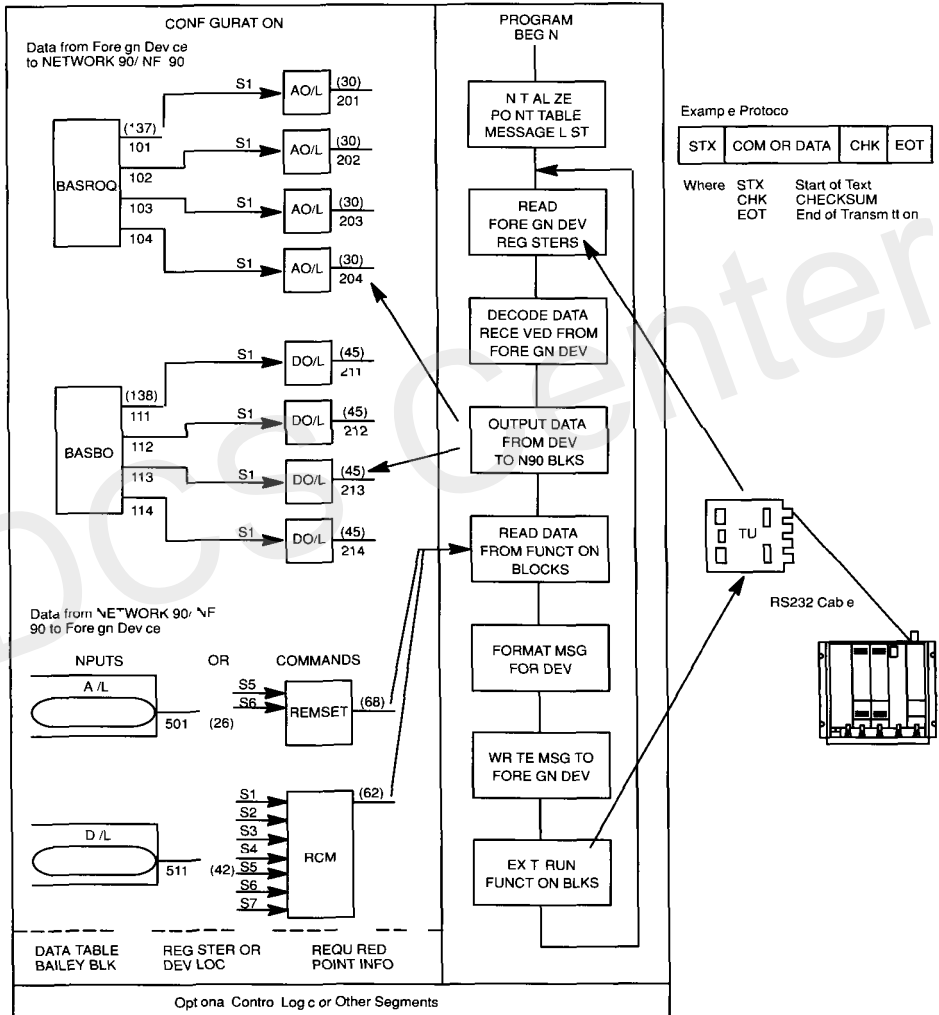 CONF GURAT ON
Data from Fore gn Dev ce
to NETWORK 90/ NF 90
BASROQ
(137)
101
102
103
104
S1
AO/L
(30)
201
S1
AO/L
(30)
202
S1
AO/L
(30)
203
S1
AO/L
(30)
204
BASBO
(138)
111
112
113
114
S1
DO/L
(45)
211
S1
DO/L
(45)
212
S1
DO/L
(45)
213
S1
DO/L
(45)
214
Data from NETWORK 90/ NF
90 to Fore gn Dev ce
NPUTS
OR
COMMANDS
A /L
501
(26)
S5
S6
REMSET
(68)
D /L
511
(42)
S1
S2
S3
S4
S5
S6
S7
RCM
(62)
DATA TABLE
BAILEY BLK
REG STER OR
DEV LOC
REQU RED
POINT INFO
Opt ona Contro Log c or Other Segments
PROGRAM
BEG N
N T AL ZE
PO NT TABLE
MESSAGE L ST
READ
FORE GN DEV
REG STERS
DECODE DATA
RECE VED FROM
FORE GN DEV
OUTPUT DATA
FROM DEV
TO N90 BLKS
READ DATA
FROM FUNCT ON
BLOCKS
FORMAT MSG
FOR DEV
WR TE MSG TO
FORE GN DEV
EX T RUN
FUNCT ON BLKS
Examp e Protoco
STX COM OR DATA CHK EOT
Where STX Start of Text
CHK CHECKSUM
EOT End of Transm tt on
TU
RS232 Cab e
DCS Center